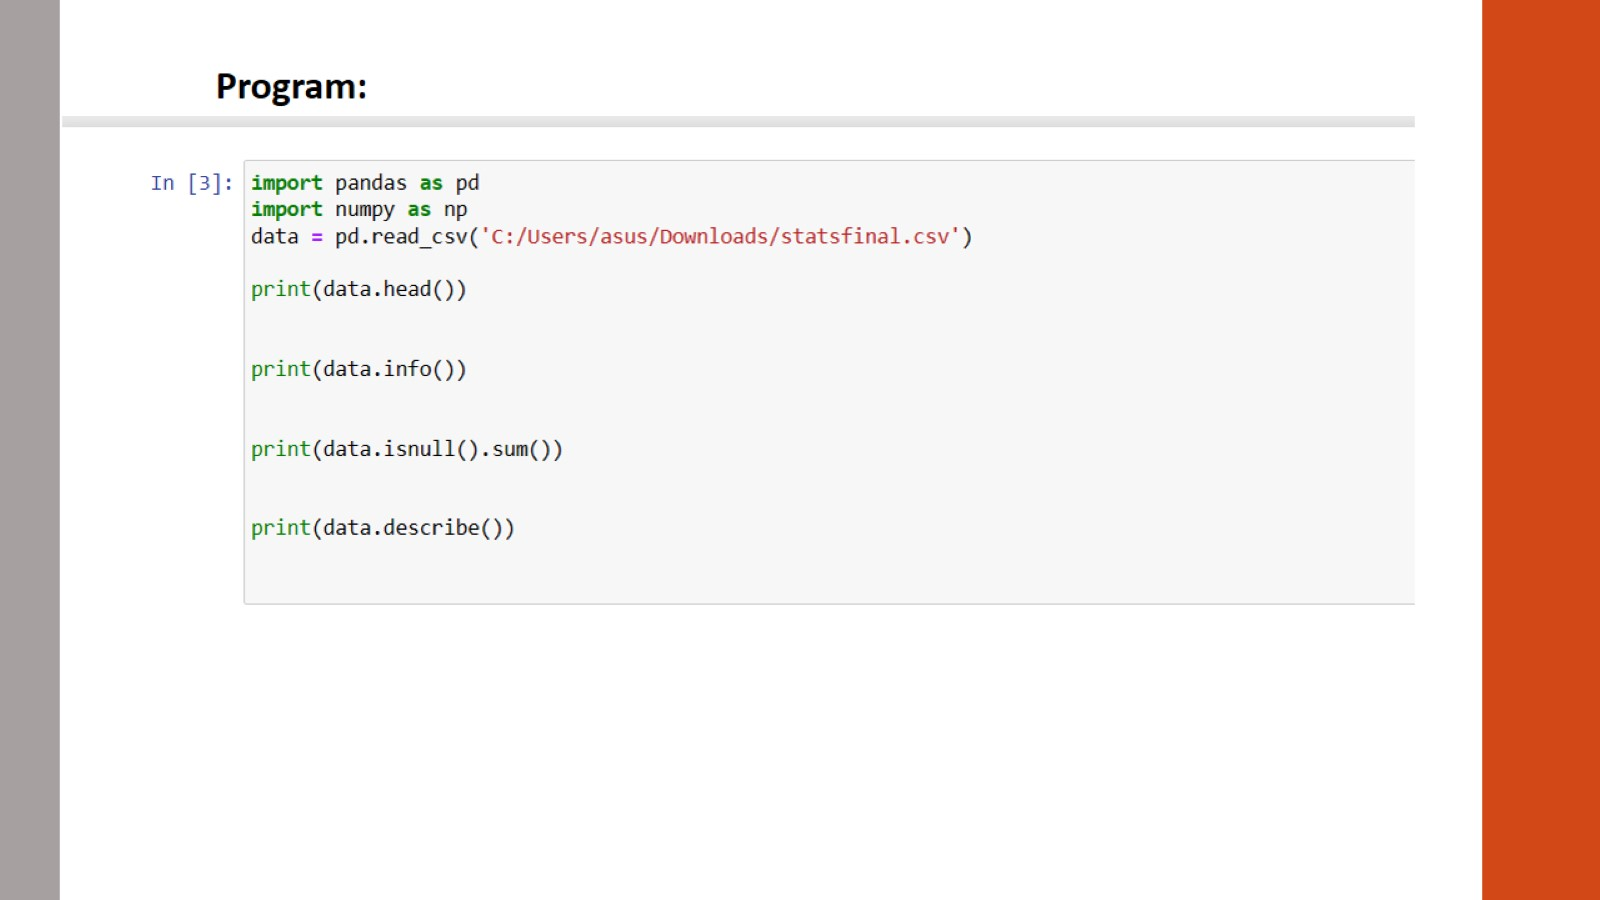 Program:
In [3]:
import pandas as pd
import numpy as np
data = pd.read_csv('C:/Users/asus/Downloads/statsfinal.csv')
print(data.head())
print(data.info())
print(data.isnull().sum())
print(data.describe())